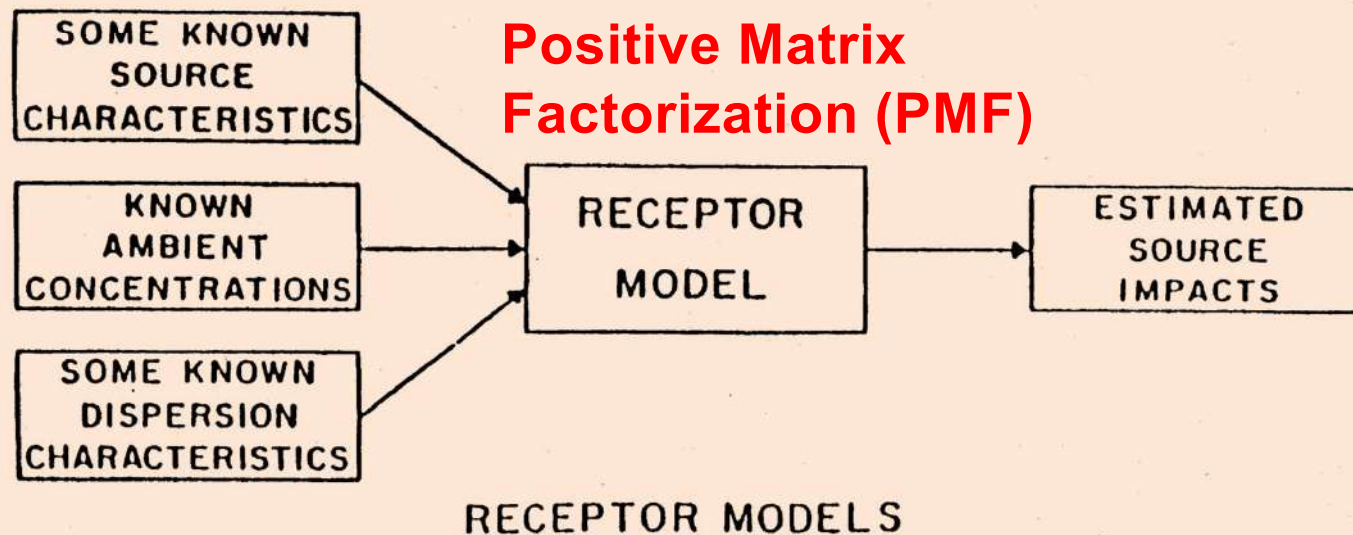 SOME KNOWN
SOURCE
CHARACTERISTICS
Positive Matrix
Factorization (PMF)
KNOWN
AMBIENT
CONCENTRATIONS
RECEPTOR
MODEL
ESTIMATED
SOURCE
IMPACTS
SOME KNOWN
DISPERSION
CHARACTERISTICS
RECEPTOR MODELS